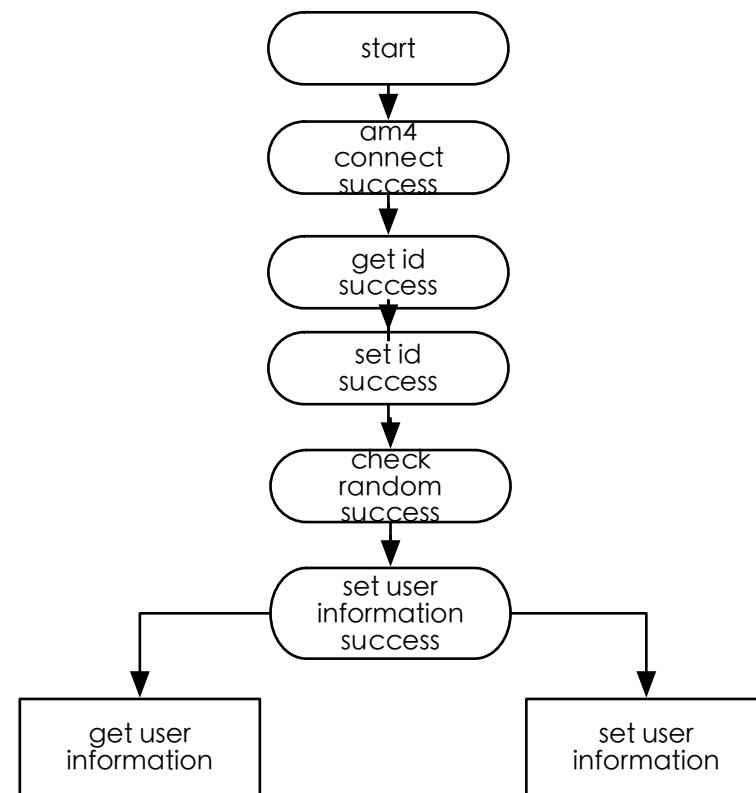 start
am4
connect
success
get id
success
set id
success
check
random
success
set user
information
success
get user
information
set user
information